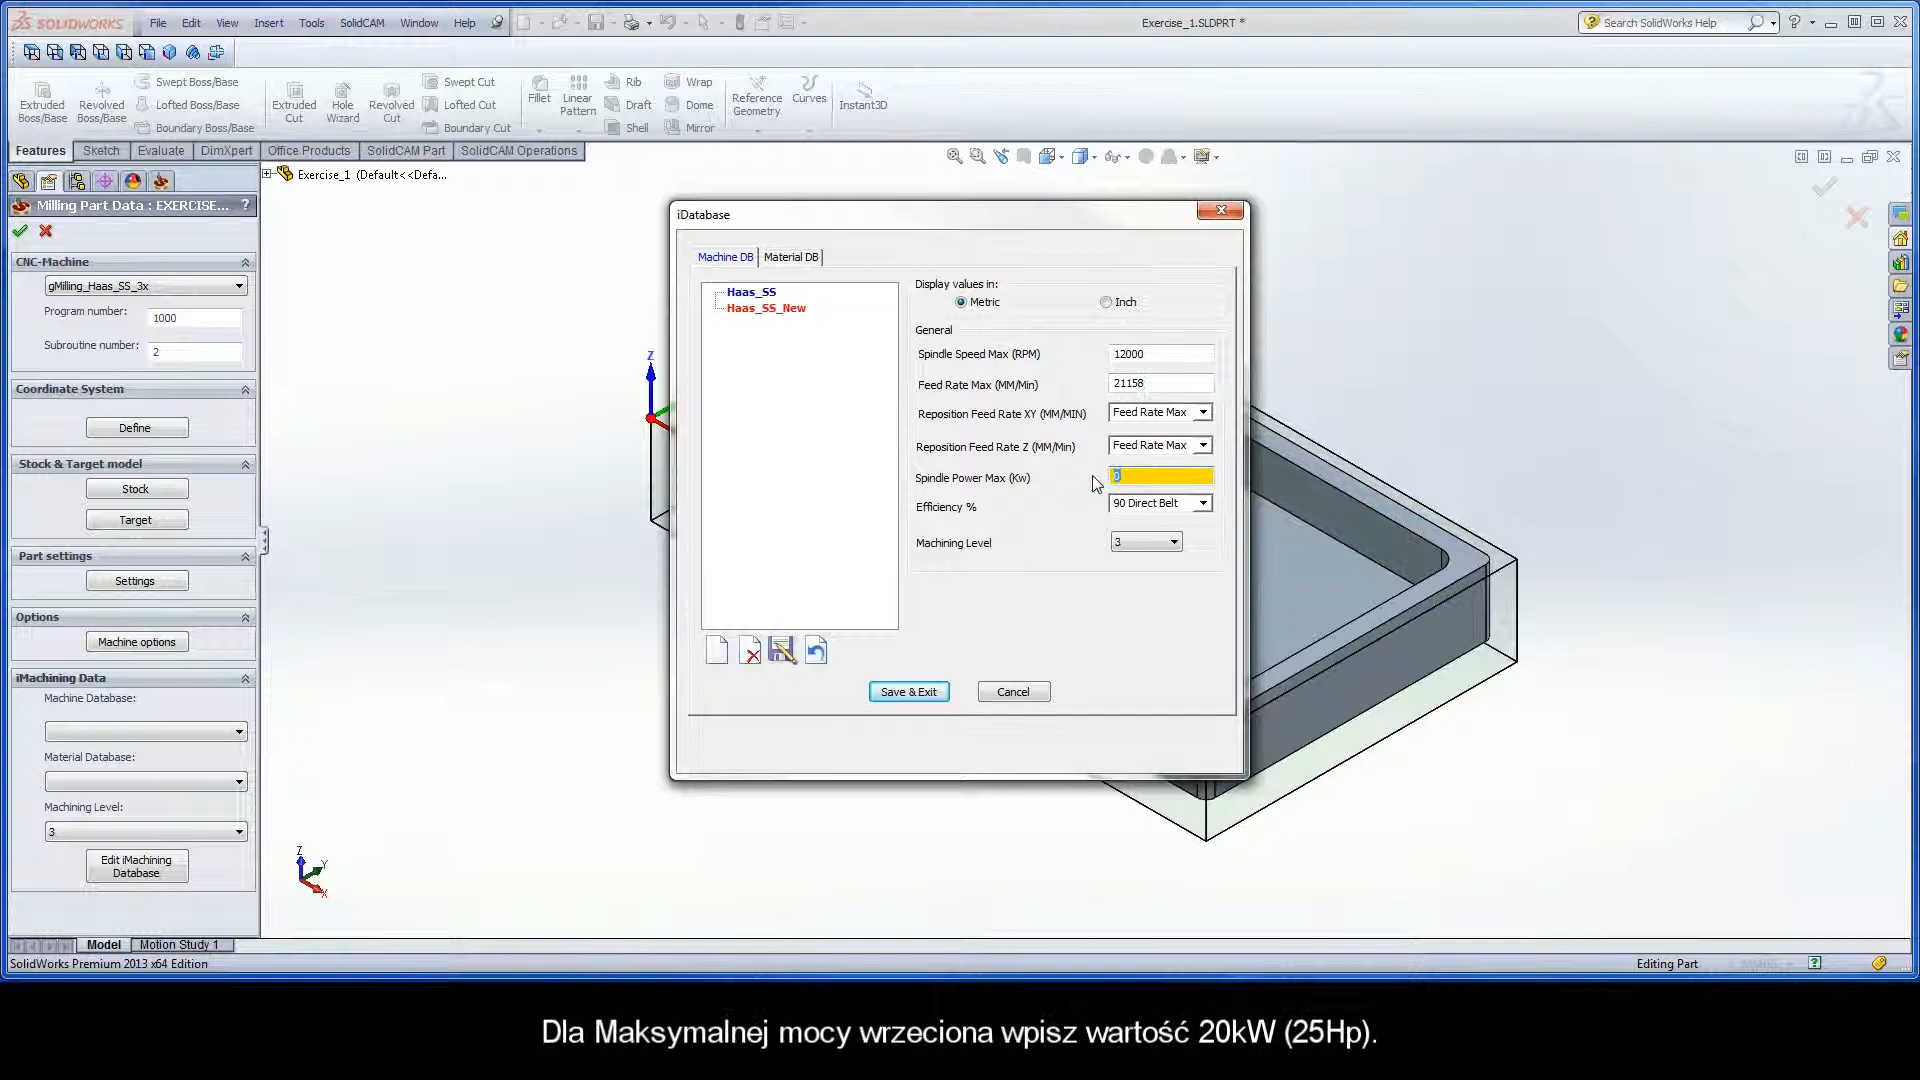 SOLIDWORKS File Edit View Insert Tools SolidCAM Window Help Exercise_1.SLDPRT * Search SolidWorks Help
Extruded Boss/Base
Revolved Boss/Base
Swept Boss/Base
Lofted Boss/Base
Boundary Boss/Base
Extruded Cut
Hole Wizard
Revolved Cut
Swept Cut
Lofted Cut
Boundary Cut
Fillet
Linear Pattern
Rib
Draft
Shell
Wrap
Dome
Mirror
Reference Geometry
Curves
Instant3D
Features Sketch Evaluate DimXpert Office Products SolidCAM Part SolidCAM Operations
Exercise_1 (Default<<Defa...
Milling Part Data : EXERCISE... ?
CNC-Machine
gMilling_Haas_SS_3x
Program number: 1000
Subroutine number: 2
Coordinate System
Define
Stock & Target model
Stock
Target
Part settings
Settings
Options
Machine options
iMachining Data
Machine Database:
Material Database:
Machining Level:
3
Edit iMachining
Database
iDatabase
Machine DB Material DB
Haas_SS
Haas_SS_New
Display values in:
Metric Inch
General
Spindle Speed Max (RPM) 12000
Feed Rate Max (MM/Min) 21158
Reposition Feed Rate XY (MM/MIN) Feed Rate Max
Reposition Feed Rate Z (MM/Min) Feed Rate Max
Spindle Power Max (Kw) 0
Efficiency % 90 Direct Belt
Machining Level 3
Save & Exit Cancel
Z
Z
Y
X
Model Motion Study 1
SolidWorks Premium 2013 x64 Edition Editing Part
Dla Maksymalnej mocy wrzeciona wpisz wartość 20kW (25Hp).